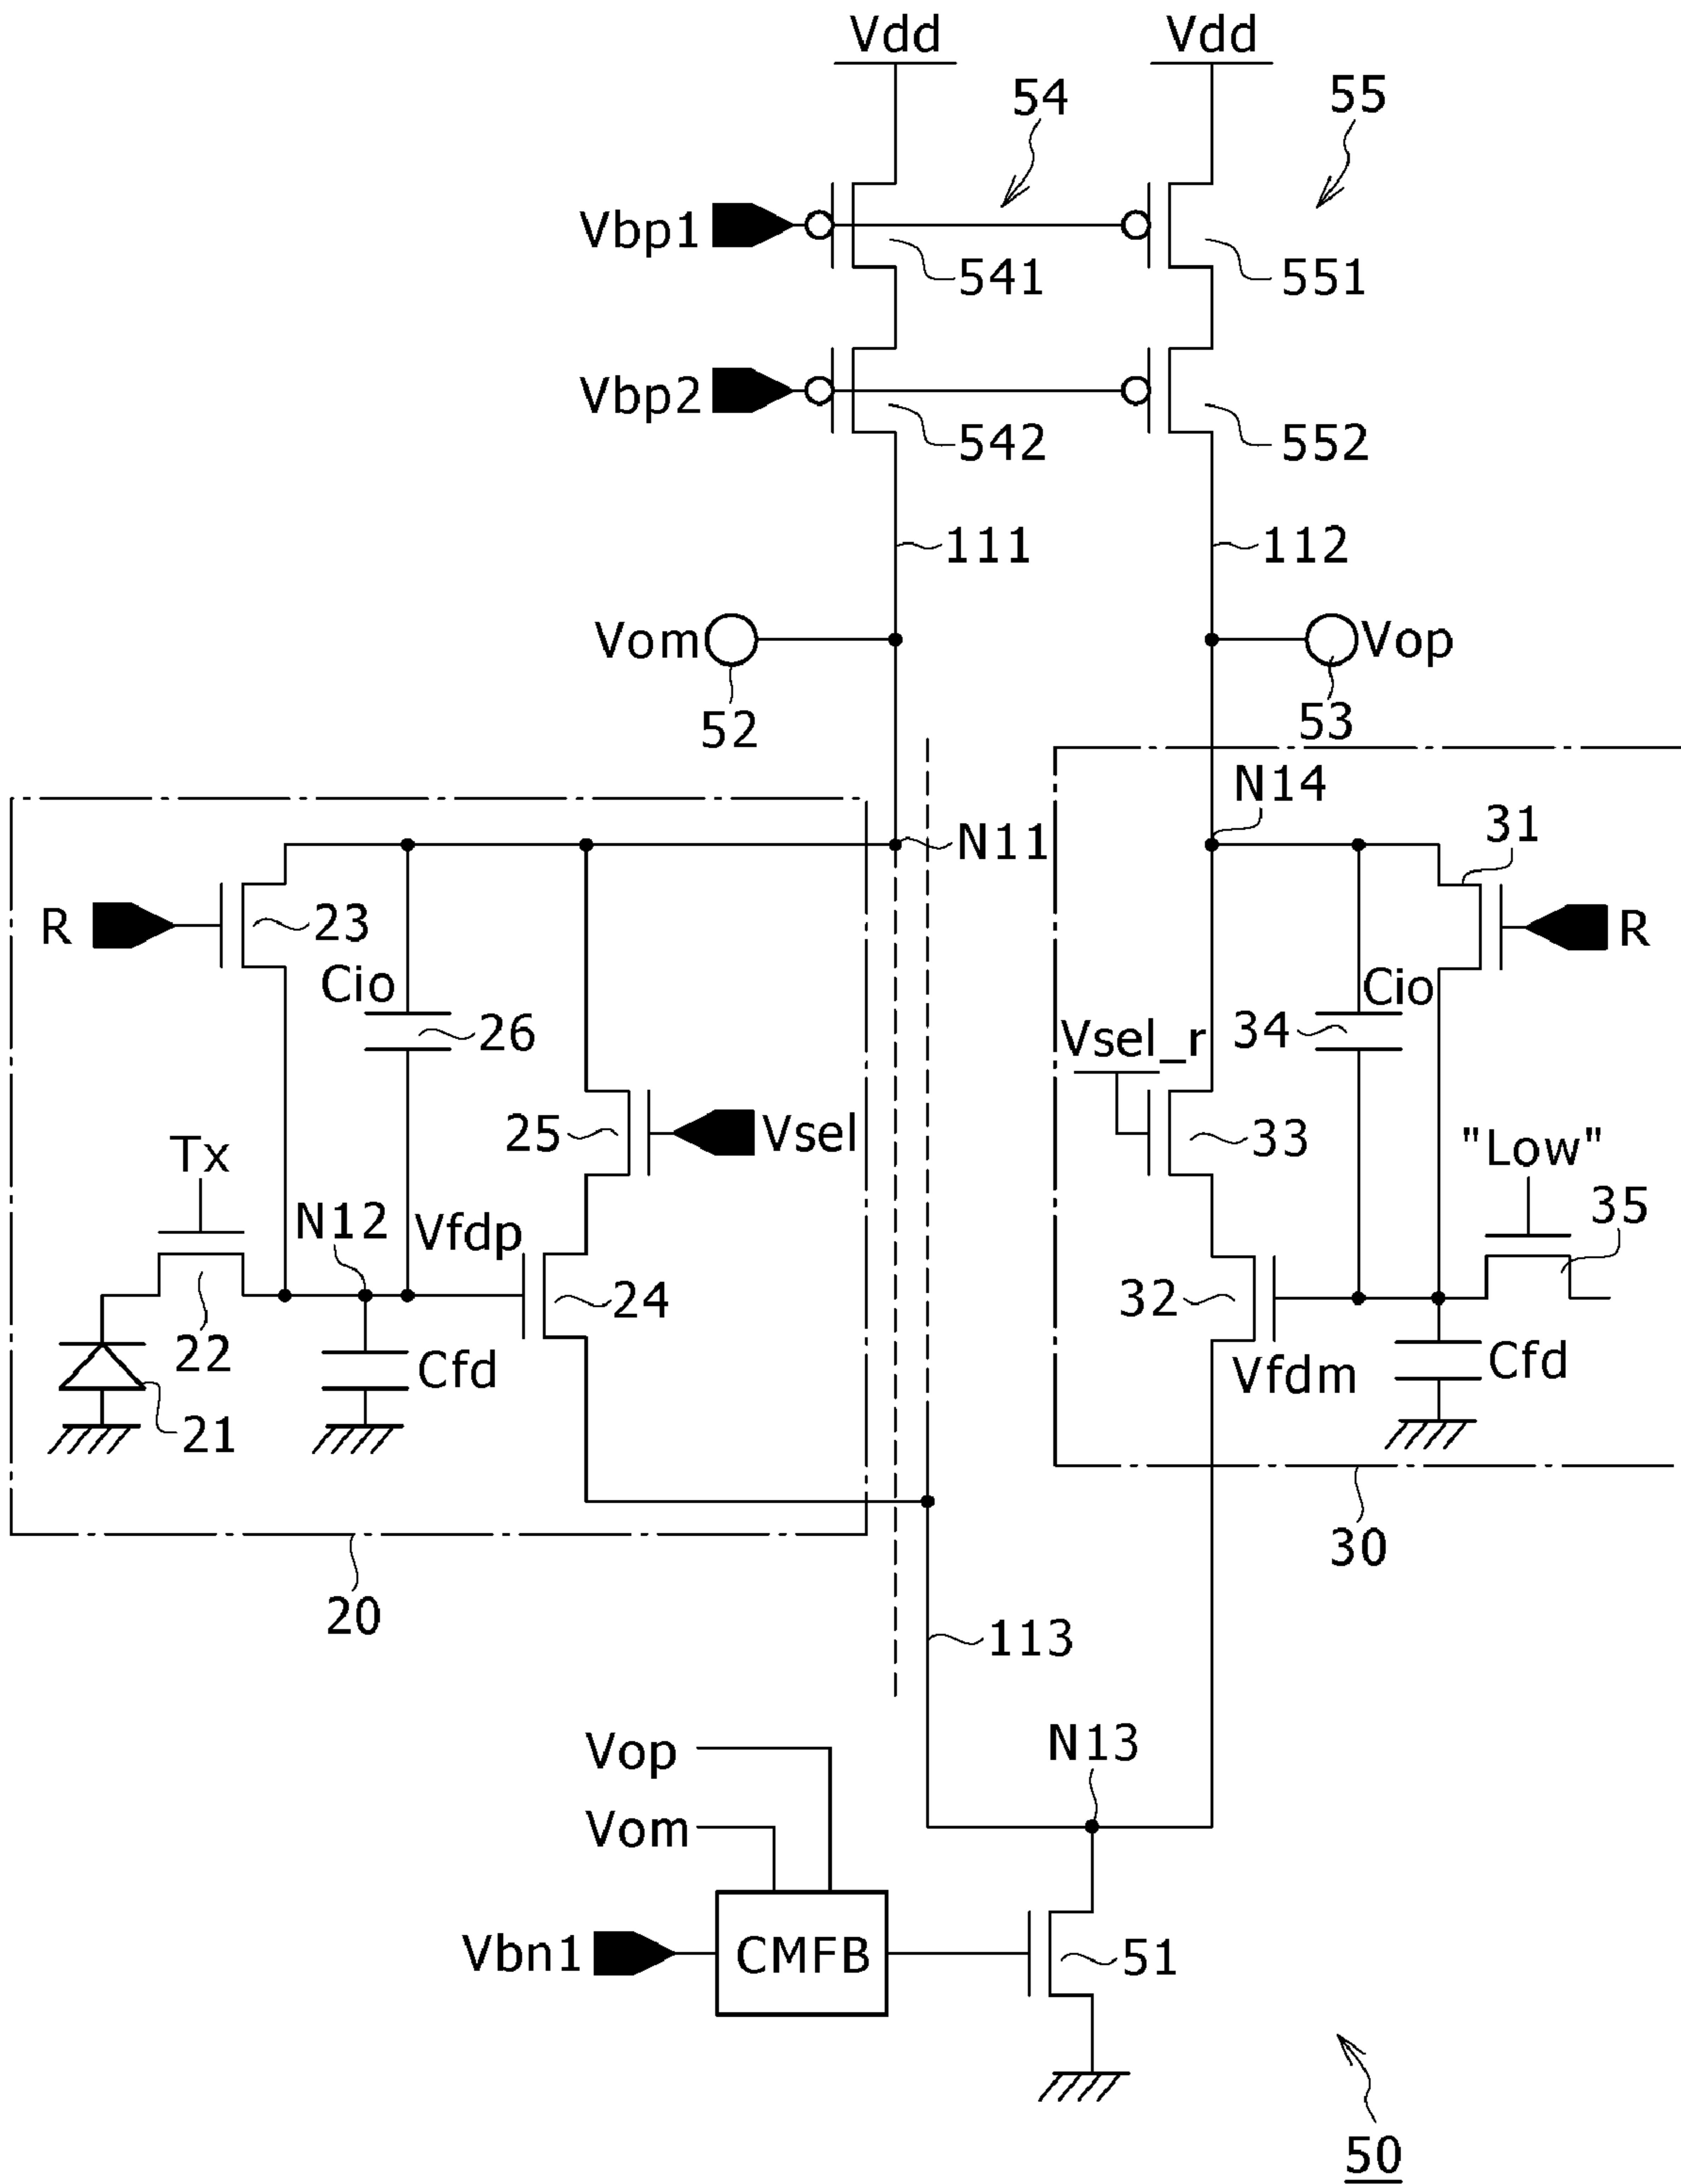 Vdd Vdd
54 55
Vbp1
541 551
Vbp2
542 552
111 112
Vom Vop
52 53
N14
N11 31
R 23 R
Cio Cio
26 34
Vsel_r
25 Vsel 33
Tx "Low"
N12 Vfdp 35
24 32
22 Cfd Vfdm Cfd
21
20 30
113
Vop N13
Vom
Vbn1 CMFB 51
50